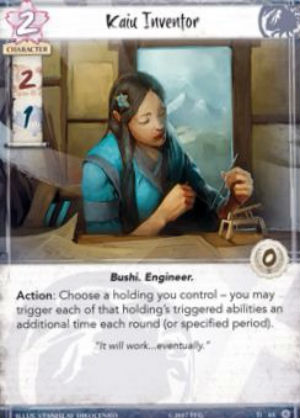 2
Kaiu Inventor
CHARACTER
2
1
0
Bushi. Engineer.
Action: Choose a holding you control – you may
trigger each of that holding's triggered abilities an
additional time each round (or specified period).
"It will work...eventually."